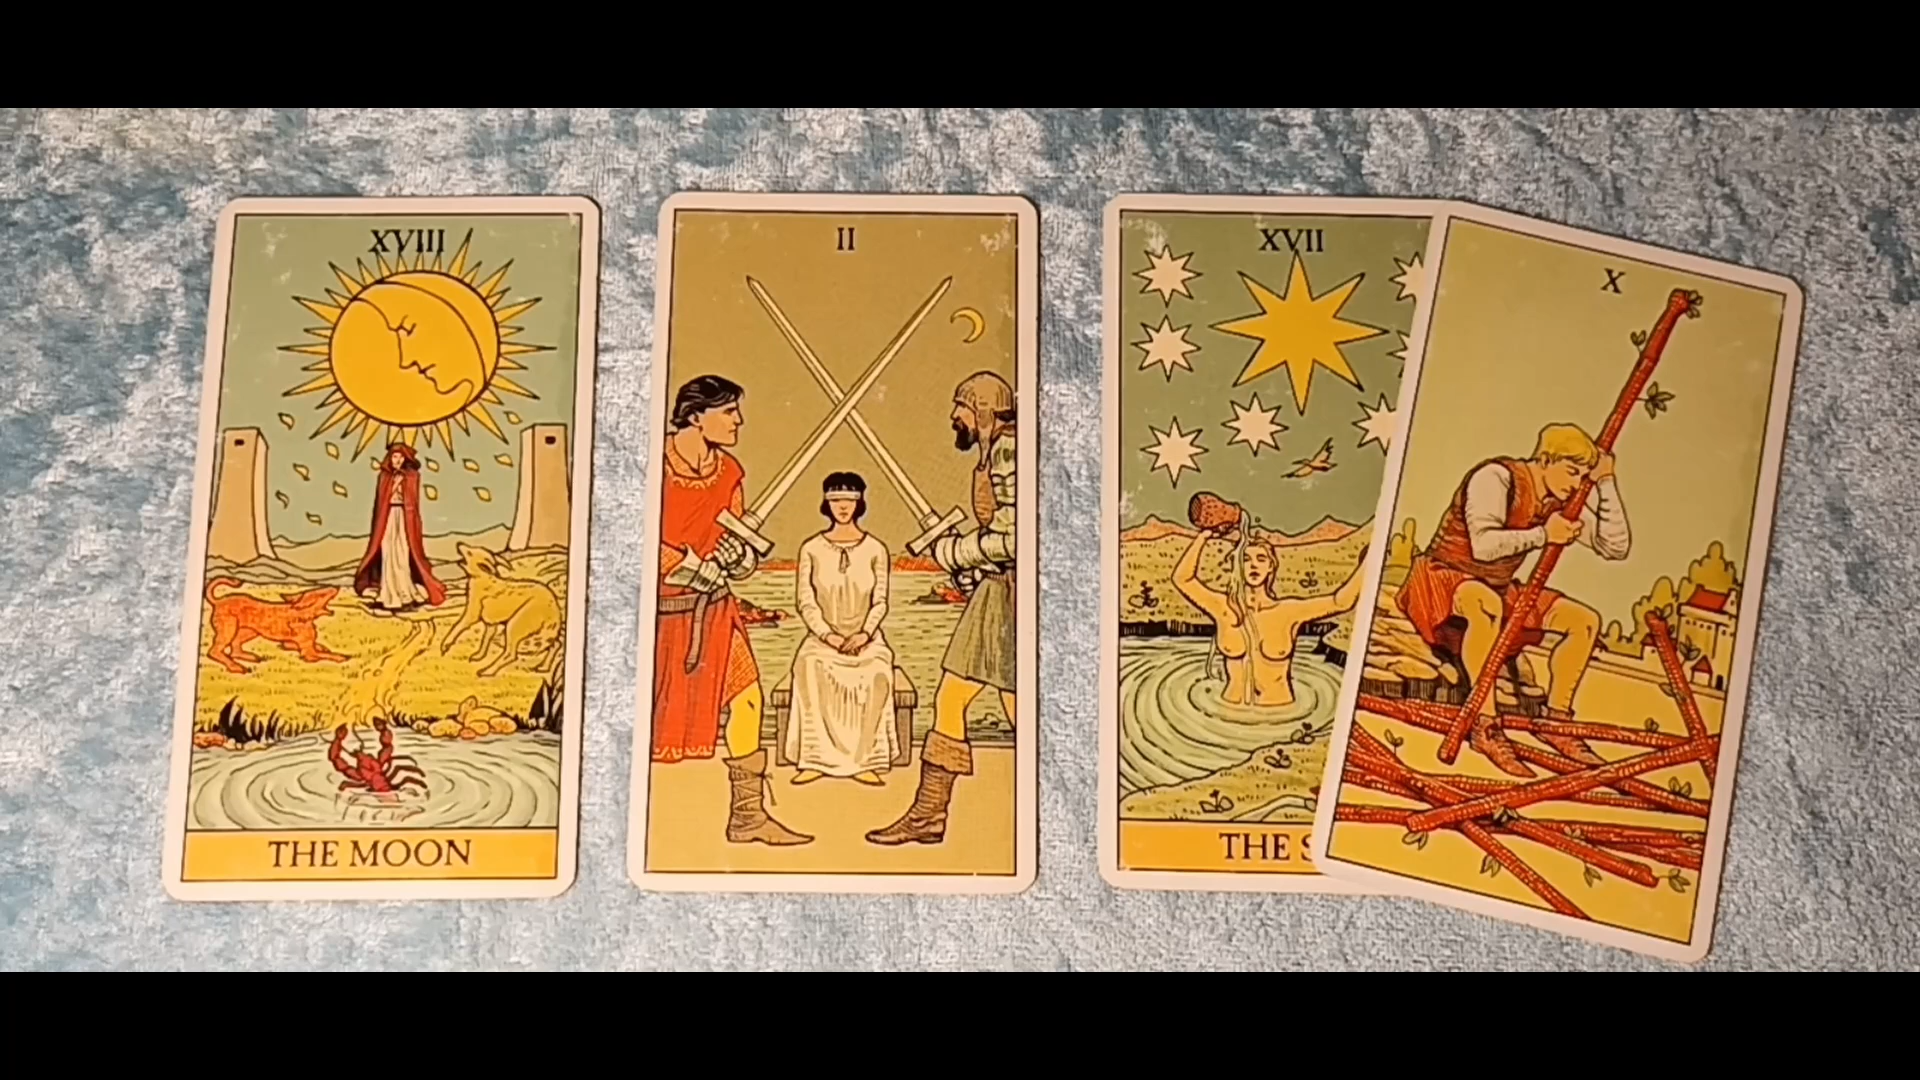 XVIII
II
XVII
X
THE MOON
THE S